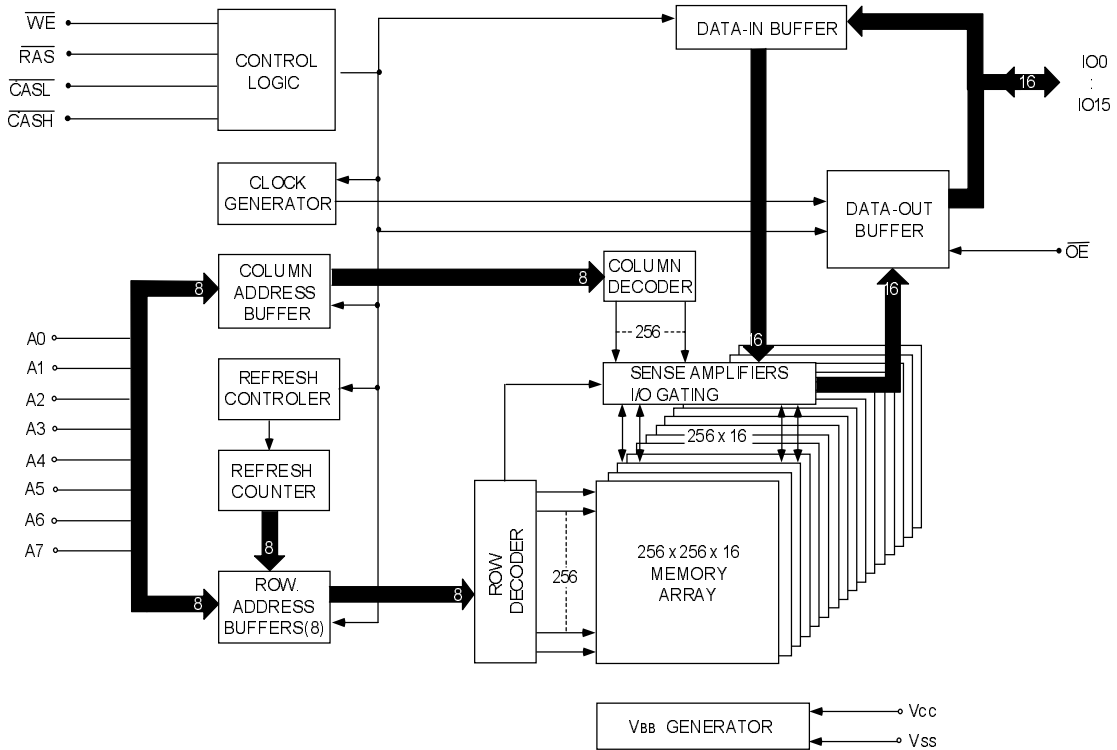 WE
RAS
CASL
CASH
CONTROL
LOGIC
DATA-IN BUFFER
16
IO0
:
IO15
CLOCK
GENERATOR
DATA-OUT
BUFFER
OE
COLUMN
ADDRESS
BUFFER
8
8
COLUMN
DECODER
256
16
16
A0
A1
A2
A3
A4
A5
A6
A7
REFRESH
CONTROLER
SENSE AMPLIFIERS
I/O GATING
256 x 16
REFRESH
COUNTER
8
8
ROW.
ADDRESS
BUFFERS(8)
8
ROW
DECODER
256
256 x 256 x 16
MEMORY
ARRAY
VBB GENERATOR
Vcc
Vss